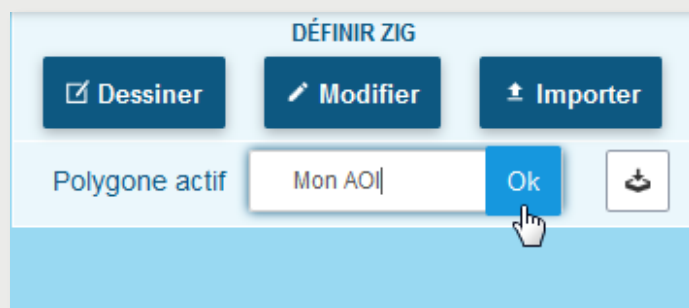 DÉFINIR ZIG
Dessiner Modifier Importer
Polygone actif Mon AOI Ok